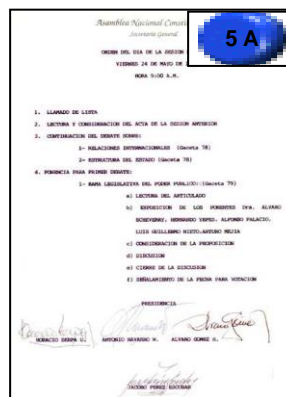 5 A
Asamblea Nacional Constit
Secretaría General
ORDEN DEL DIA DE LA SESION
VIERNES 24 DE MAYO DE
HORA 9:00 A.M.
1. LLAMADO DE LISTA
2. LECTURA Y CONSIDERACION DEL ACTA DE LA SESION ANTERIOR
3. CONTINUACION DEL DEBATE SOBRE:
1- RELACIONES INTERNACIONALES (Gaceta 78)
2- ESTRUCTURA DEL ESTADO (Gaceta 78)
4. PONENCIA PARA PRIMER DEBATE:
1- RAMA LEGISLATIVA DEL PODER PUBLICO: (Gaceta 79)
a) LECTURA DEL ARTICULADO
b) EXPOSICION DE LOS PONENTES Dra. ALVARO
ECHEVERRY, HERNANDO YEPES, ALFONSO PALACIO,
LUIS GUILLERMO NIETO, ARTURO MEJIA
c) CONSIDERACION DE LA PROPOSICION
d) DISCUSION
e) CIERRE DE LA DISCUSION
f) SEÑALAMIENTO DE LA FECHA PARA VOTACION
PRESIDENCIA
HORACIO SERPA U. ANTONIO NAVARRO W. ALVARO GOMEZ H.
JACOBO PEREZ ESCOBAR